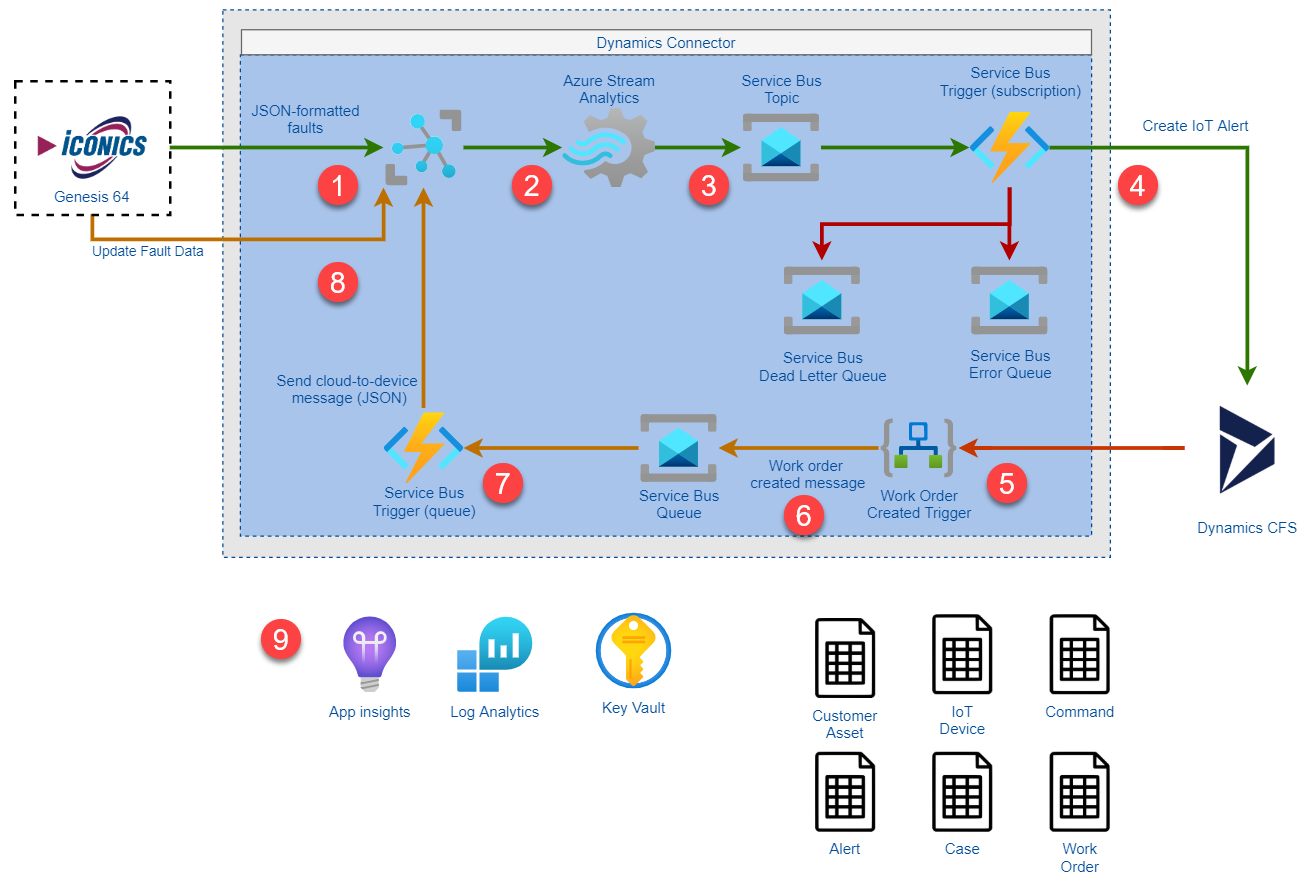 Dynamics Connector
Azure Stream
Analytics
Service Bus
Topic
Service Bus
Trigger (subscription)
JSON-formatted
faults
Create IoT Alert
ICONICS
Genesis 64
1
2
3
4
Update Fault Data
8
Service Bus
Dead Letter Queue
Service Bus
Error Queue
Send cloud-to-device
message (JSON)
Service Bus
Trigger (queue)
7
Service Bus
Queue
Work order
created message
6
Work Order
Created Trigger
5
Dynamics CFS
9
App insights
Log Analytics
Key Vault
Customer
Asset
IoT
Device
Command
Alert
Case
Work
Order